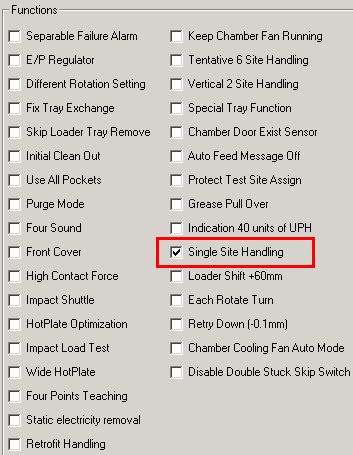 Functions
Separable Failure Alarm
E/P Regulator
Different Rotation Setting
Fix Tray Exchange
Skip Loader Tray Remove
Initial Clean Out
Use All Pockets
Purge Mode
Four Sound
Front Cover
High Contact Force
Impact Shuttle
HotPlate Optimization
Impact Load Test
Wide HotPlate
Four Points Teaching
Static electricity removal
Retrofit Handling
Keep Chamber Fan Running
Tentative 6 Site Handling
Vertical 2 Site Handling
Special Tray Function
Chamber Door Exist Sensor
Auto Feed Message Off
Protect Test Site Assign
Grease Pull Over
Indication 40 units of UPH
Single Site Handling
Loader Shift +60mm
Each Rotate Turn
Retry Down (-0.1mm)
Chamber Cooling Fan Auto Mode
Disable Double Stuck Skip Switch